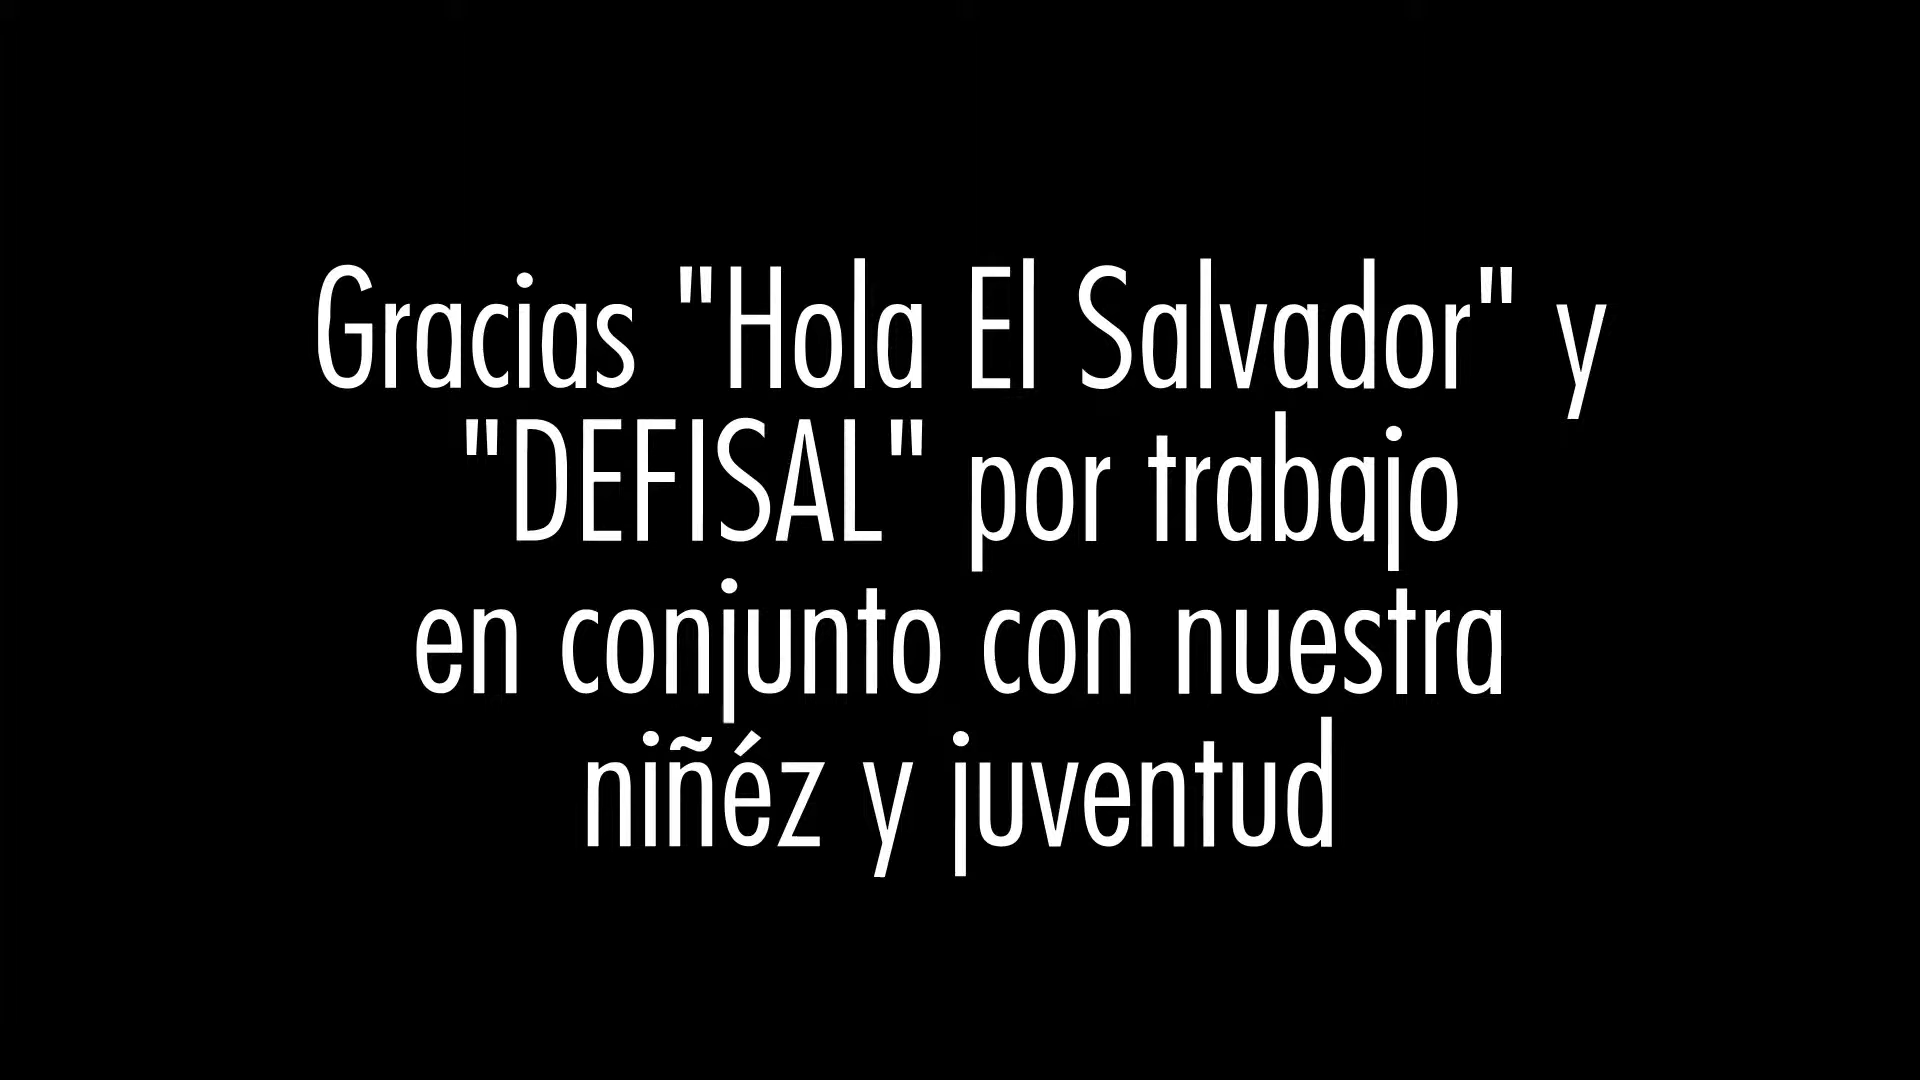 Gracias "Hola El Salvador" y
"DEFISAL" por trabajo
en conjunto con nuestra
niñéz y juventud